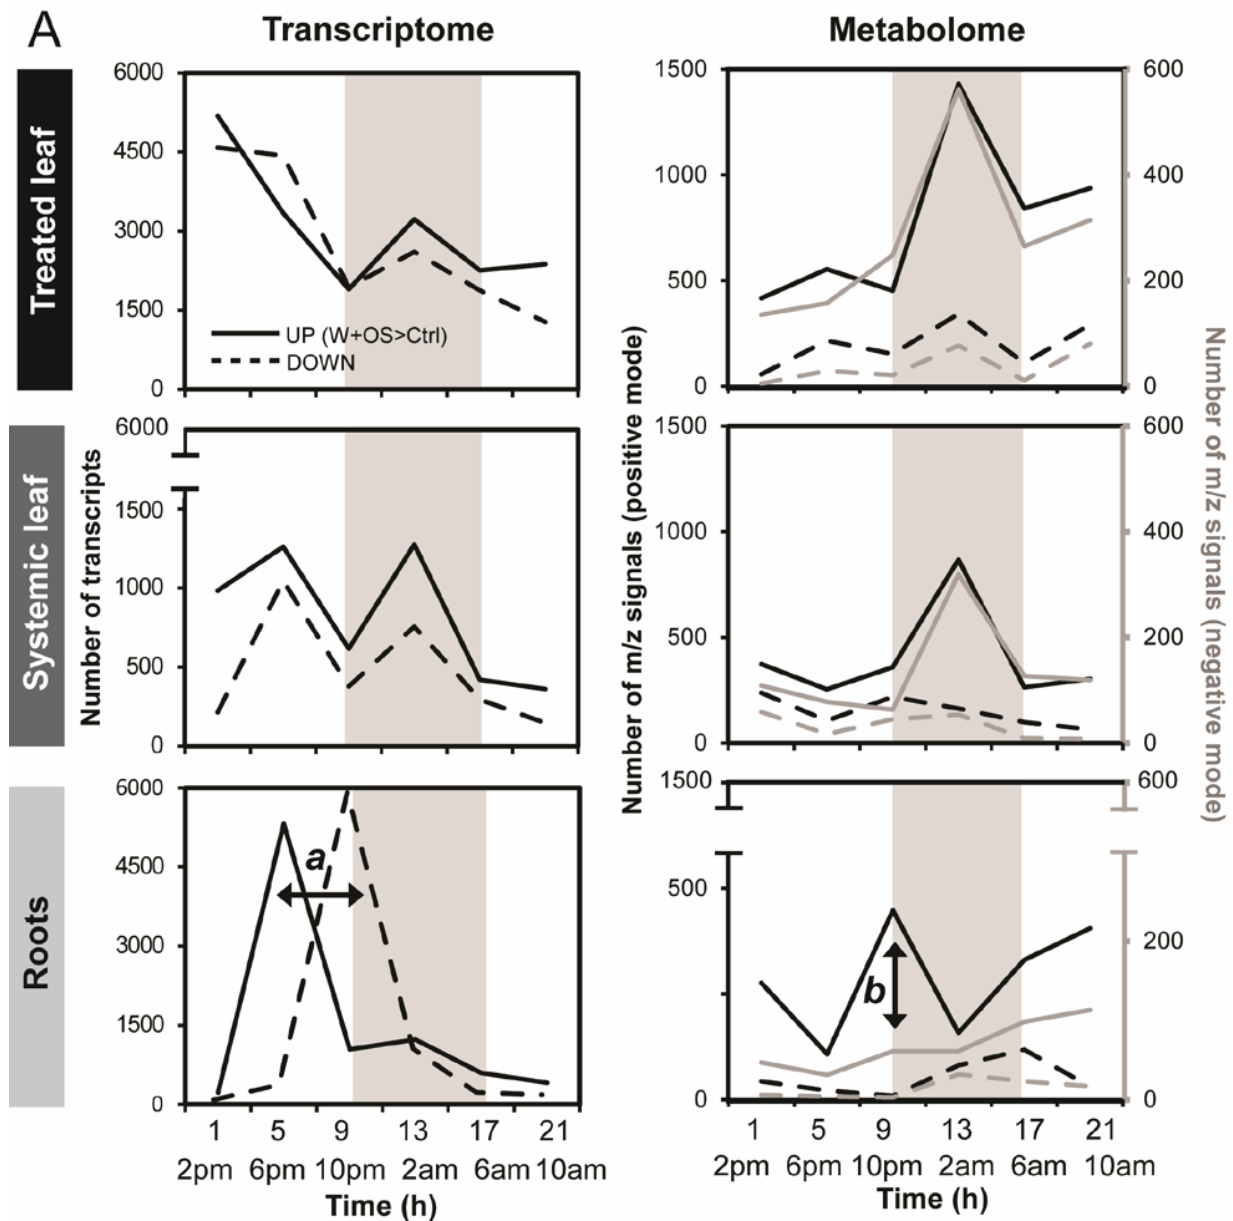 A
Transcriptome
Metabolome
Treated leaf
6000
4500
3000
1500
0
UP (W+OS>Ctrl)
DOWN
1500
1000
500
0
600
400
200
0
Systemic leaf
Number of transcripts
6000
1500
1000
500
0
Number of m/z signals (positive mode)
1500
1000
500
0
600
400
200
0
Number of m/z signals (negative mode)
Roots
6000
4500
3000
1500
0
a
1500
500
0
b
600
200
0
1 5 9 13 17 21
2pm 6pm 10pm 2am 6am 10am
Time (h)
1 5 9 13 17 21
2pm 6pm 10pm 2am 6am 10am
Time (h)